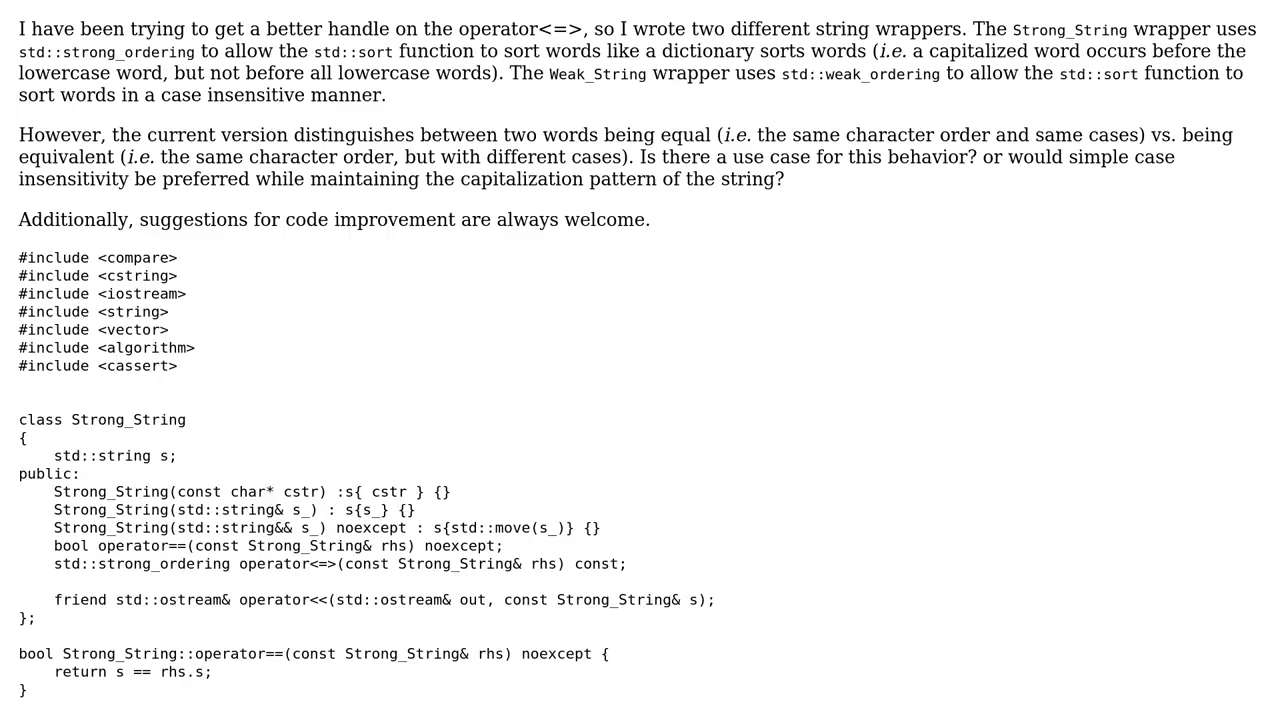 I have been trying to get a better handle on the operator<=>, so I wrote two different string wrappers. The Strong_String wrapper uses
std::strong_ordering to allow the std::sort function to sort words like a dictionary sorts words (i.e. a capitalized word occurs before the
lowercase word, but not before all lowercase words). The Weak_String wrapper uses std::weak_ordering to allow the std::sort function to
sort words in a case insensitive manner.

However, the current version distinguishes between two words being equal (i.e. the same character order and same cases) vs. being
equivalent (i.e. the same character order, but with different cases). Is there a use case for this behavior? or would simple case
insensitivity be preferred while maintaining the capitalization pattern of the string?

Additionally, suggestions for code improvement are always welcome.

#include <compare>
#include <cstring>
#include <iostream>
#include <string>
#include <vector>
#include <algorithm>
#include <cassert>


class Strong_String
{
    std::string s;
public:
    Strong_String(const char* cstr) :s{ cstr } {}
    Strong_String(std::string& s_) : s{s_} {}
    Strong_String(std::string&& s_) noexcept : s{std::move(s_)} {}
    bool operator==(const Strong_String& rhs) noexcept;
    std::strong_ordering operator<=>(const Strong_String& rhs) const;

    friend std::ostream& operator<<(std::ostream& out, const Strong_String& s);
};

bool Strong_String::operator==(const Strong_String& rhs) noexcept {
    return s == rhs.s;
}